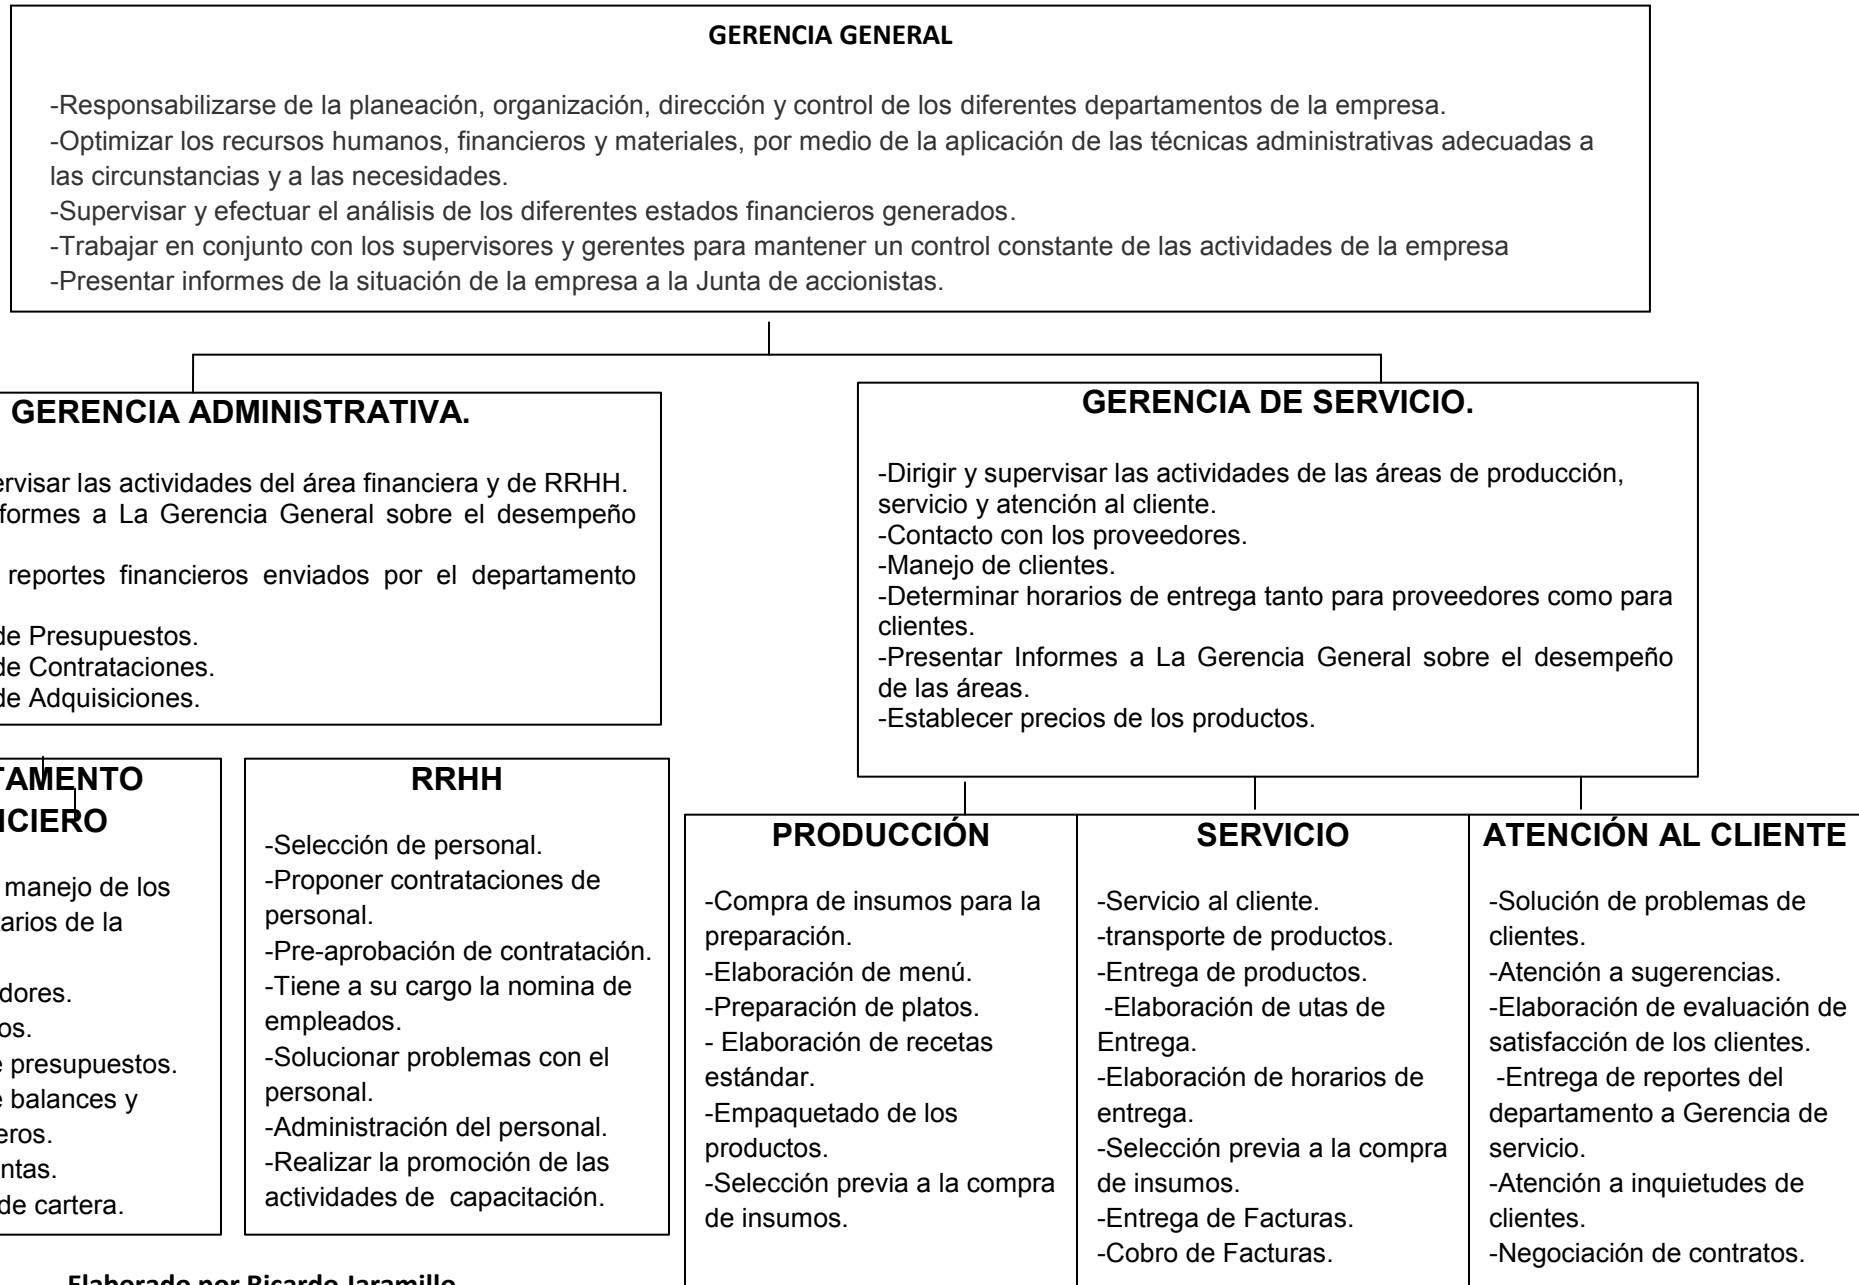 GERENCIA GENERAL
-Responsabilizarse de la planeación, organización, dirección y control de los diferentes departamentos de la empresa.
-Optimizar los recursos humanos, financieros y materiales, por medio de la aplicación de las técnicas administrativas adecuadas a
las circunstancias y a las necesidades.
-Supervisar y efectuar el análisis de los diferentes estados financieros generados.
-Trabajar en conjunto con los supervisores y gerentes para mantener un control constante de las actividades de la empresa
-Presentar informes de la situación de la empresa a la Junta de accionistas.
GERENCIA ADMINISTRATIVA.
ervisar las actividades del área financiera y de RRHH.
formes a La Gerencia General sobre el desempeño
reportes financieros enviados por el departamento
de Presupuestos.
de Contrataciones.
de Adquisiciones.
GERENCIA DE SERVICIO.
-Dirigir y supervisar las actividades de las áreas de producción,
servicio y atención al cliente.
-Contacto con los proveedores.
-Manejo de clientes.
-Determinar horarios de entrega tanto para proveedores como para
clientes.
-Presentar Informes a La Gerencia General sobre el desempeño
de las áreas.
-Establecer precios de los productos.
TAMENTO
NCIERO
manejo de los
arios de la
dores.
os.
e presupuestos.
e balances y
eros.
ntas.
de cartera.
RRHH
-Selección de personal.
-Proponer contrataciones de
personal.
-Pre-aprobación de contratación.
-Tiene a su cargo la nomina de
empleados.
-Solucionar problemas con el
personal.
-Administración del personal.
-Realizar la promoción de las
actividades de capacitación.
PRODUCCIÓN
-Compra de insumos para la
preparación.
-Elaboración de menú.
-Preparación de platos.
- Elaboración de recetas
estándar.
-Empaquetado de los
productos.
-Selección previa a la compra
de insumos.
SERVICIO
-Servicio al cliente.
-transporte de productos.
-Entrega de productos.
-Elaboración de utas de
Entrega.
-Elaboración de horarios de
entrega.
-Selección previa a la compra
de insumos.
-Entrega de Facturas.
-Cobro de Facturas.
ATENCIÓN AL CLIENTE
-Solución de problemas de
clientes.
-Atención a sugerencias.
-Elaboración de evaluación de
satisfacción de los clientes.
-Entrega de reportes del
departamento a Gerencia de
servicio.
-Atención a inquietudes de
clientes.
-Negociación de contratos.
Elaborado por Ricardo Jaramillo